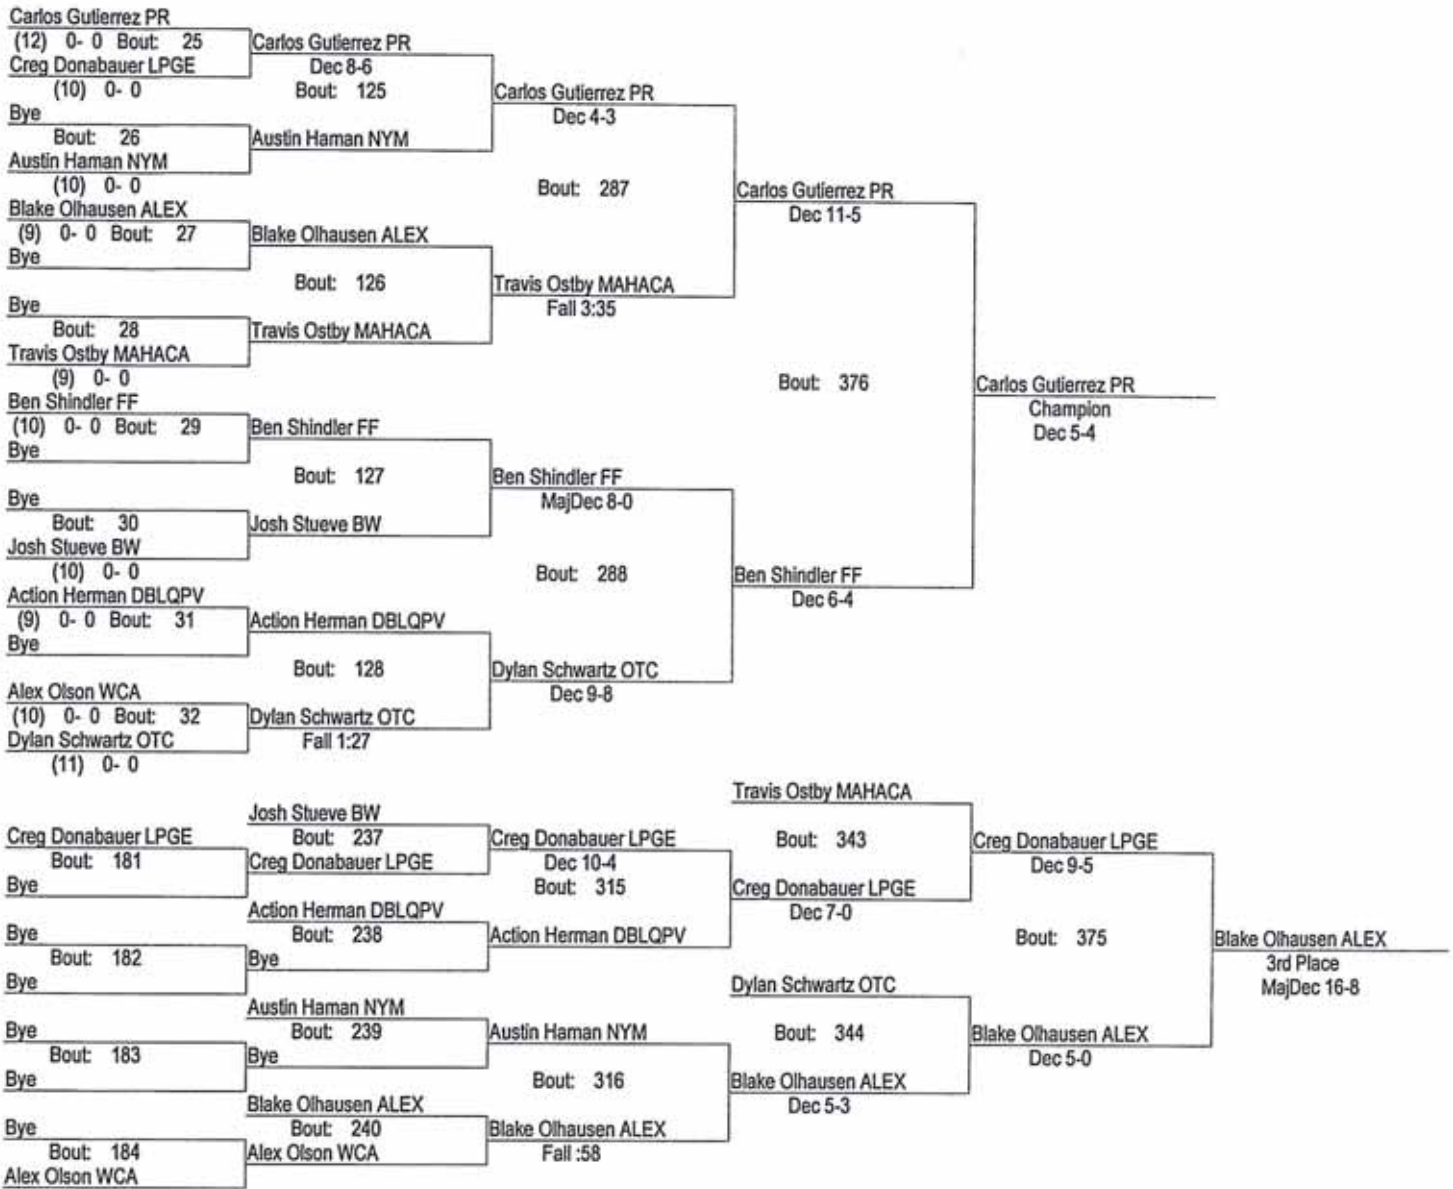 Carlos Gutierrez PR
(12) 0- 0 Bout: 25
Creg Donabauer LPGE
(10) 0- 0
Bye
Bout: 26
Austin Haman NYM
(10) 0- 0
Blake Olhausen ALEX
(9) 0- 0 Bout: 27
Bye
Bye
Bout: 28
Travis Ostby MAHACA
(9) 0- 0
Ben Shindler FF
(10) 0- 0 Bout: 29
Bye
Bye
Bout: 30
Josh Stueve BW
(10) 0- 0
Action Herman DBLQPV
(9) 0- 0 Bout: 31
Bye
Alex Olson WCA
(10) 0- 0 Bout: 32
Dylan Schwartz OTC
(11) 0- 0
Carlos Gutierrez PR
Dec 8-6
Bout: 125
Austin Haman NYM
Blake Olhausen ALEX
Bout: 126
Travis Ostby MAHACA
Ben Shindler FF
Bout: 127
Josh Stueve BW
Action Herman DBLQPV
Bout: 128
Dylan Schwartz OTC
Fall 1:27
Carlos Gutierrez PR
Dec 4-3
Bout: 287
Travis Ostby MAHACA
Fall 3:35
Ben Shindler FF
MajDec 8-0
Bout: 288
Dylan Schwartz OTC
Dec 9-8
Carlos Gutierrez PR
Dec 11-5
Bout: 376
Ben Shindler FF
Dec 6-4
Carlos Gutierrez PR
Champion
Dec 5-4
Creg Donabauer LPGE
Bout: 181
Bye
Bye
Bout: 182
Bye
Bye
Bout: 183
Bye
Bye
Bout: 184
Alex Olson WCA
Josh Stueve BW
Bout: 237
Creg Donabauer LPGE
Action Herman DBLQPV
Bout: 238
Bye
Austin Haman NYM
Bout: 239
Bye
Blake Olhausen ALEX
Bout: 240
Alex Olson WCA
Creg Donabauer LPGE
Dec 10-4
Bout: 315
Action Herman DBLQPV
Austin Haman NYM
Bout: 316
Blake Olhausen ALEX
Fall :58
Travis Ostby MAHACA
Bout: 343
Creg Donabauer LPGE
Dec 7-0
Dylan Schwartz OTC
Bout: 344
Blake Olhausen ALEX
Dec 5-3
Creg Donabauer LPGE
Dec 9-5
Bout: 375
Blake Olhausen ALEX
Dec 5-0
Blake Olhausen ALEX
3rd Place
MajDec 16-8